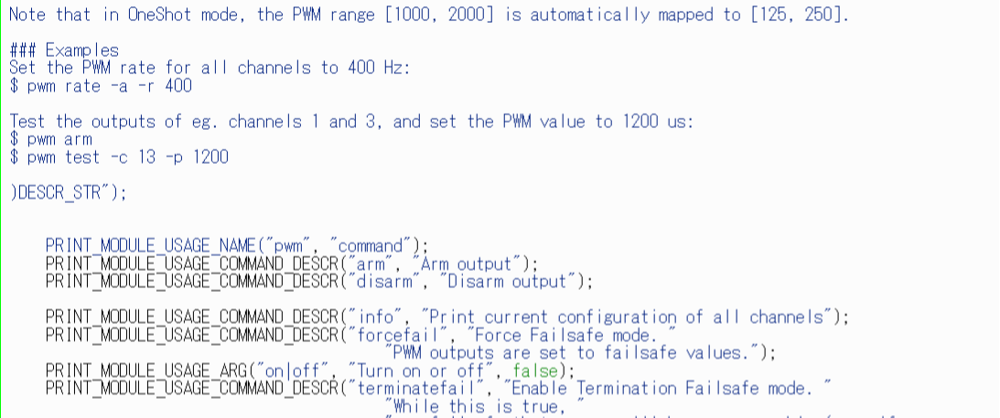 Note that in OneShot mode, the PWM range [1000, 2000] is automatically mapped to [125, 250].
### Examples
Set the PWM rate for all channels to 400 Hz:
$ pwm rate -a -r 400
Test the outputs of eg. channels 1 and 3, and set the PWM value to 1200 us:
$ pwm arm
$ pwm test -c 13 -p 1200
)DESCR_STR");
PRINT_MODULE_USAGE_NAME("pwm", "command");
PRINT_MODULE_USAGE_COMMAND_DESCR("arm", "Arm output");
PRINT_MODULE_USAGE_COMMAND_DESCR("disarm", "Disarm output");
PRINT_MODULE_USAGE_COMMAND_DESCR("info", "Print current configuration of all channels");
PRINT_MODULE_USAGE_COMMAND_DESCR("forcefail", "Force Failsafe mode. "
"PWM outputs are set to failsafe values.");
PRINT_MODULE_USAGE_ARG("on|off", "Turn on or off", false);
PRINT_MODULE_USAGE_COMMAND_DESCR("terminatefail", "Enable Termination Failsafe mode. "
"While this is true, "